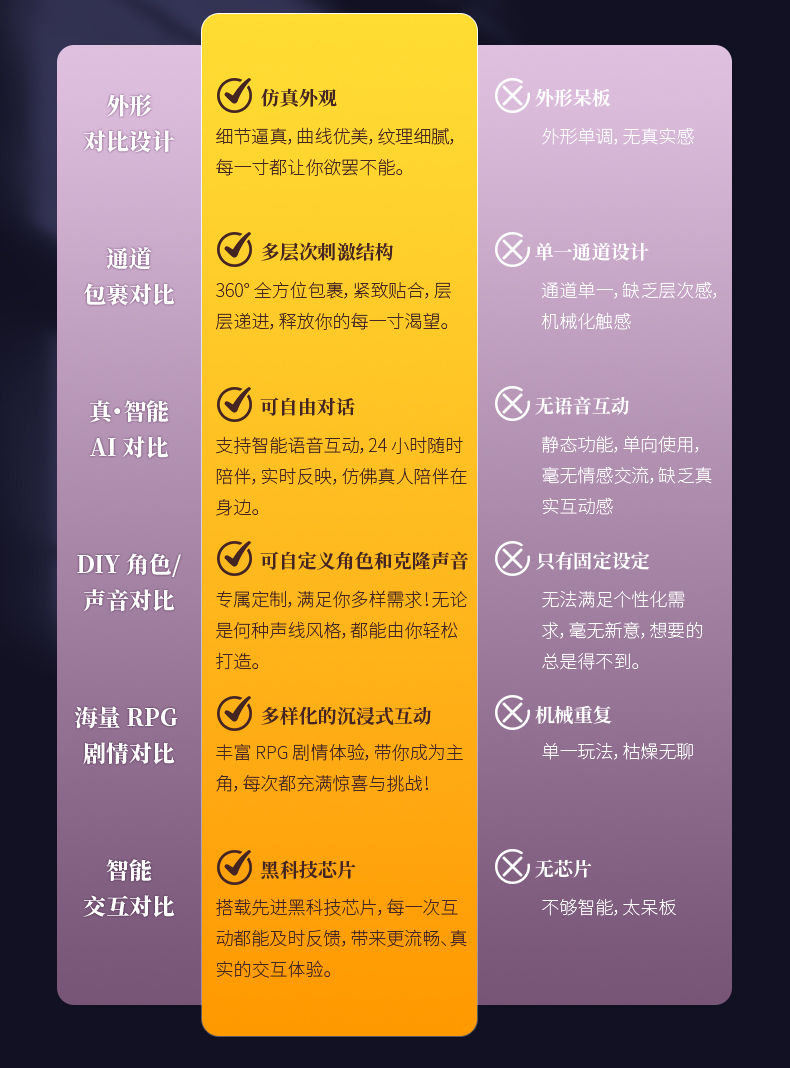 外形
对比设计
仿真外观
细节逼真，曲线优美，纹理细腻，
每一寸都让你欲罢不能。
外形呆板
外形单调，无真实感
通道
包裹对比
多层次刺激结构
360° 全方位包裹，紧致贴合，层
层递进，释放你的每一寸渴望。
单一通道设计
通道单一，缺乏层次感，
机械化触感
真·智能
AI 对比
可自由对话
支持智能语音互动，24 小时随时
陪伴，实时反映，仿佛真人陪伴在
身边。
无语音互动
静态功能，单向使用，
毫无情感交流，缺乏真
实互动感
DIY 角色/
声音对比
可自定义角色和克隆声音
专属定制，满足你多样需求！无论
是何种声线风格，都能由你轻松
打造。
只有固定设定
无法满足个性化需
求，毫无新意，想要的
总是得不到。
海量 RPG
剧情对比
多样化的沉浸式互动
丰富 RPG 剧情体验，带你成为主
角，每次都充满惊喜与挑战！
机械重复
单一玩法，枯燥无聊
智能
交互对比
黑科技芯片
搭载先进黑科技芯片，每一次互
动都能及时反馈，带来更流畅、真
实的交互体验。
无芯片
不够智能，太呆板